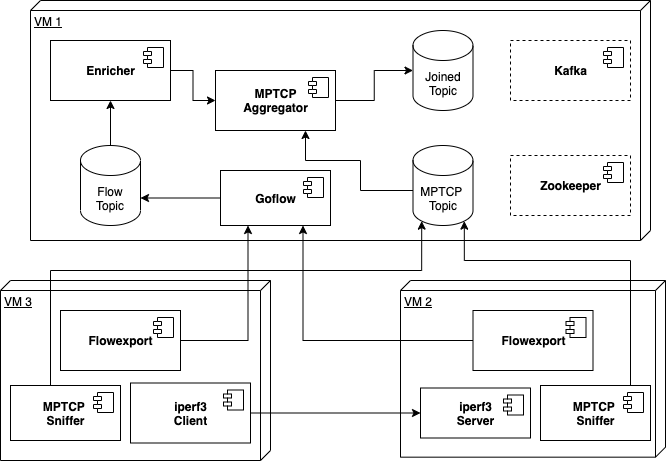 VM 1
Enricher
MPTCP
Aggregator
Joined
Topic
Kafka
Flow
Topic
Goflow
MPTCP
Topic
Zookeeper
VM 3
Flowexport
MPTCP
Sniffer
iperf3
Client
VM 2
Flowexport
iperf3
Server
MPTCP
Sniffer